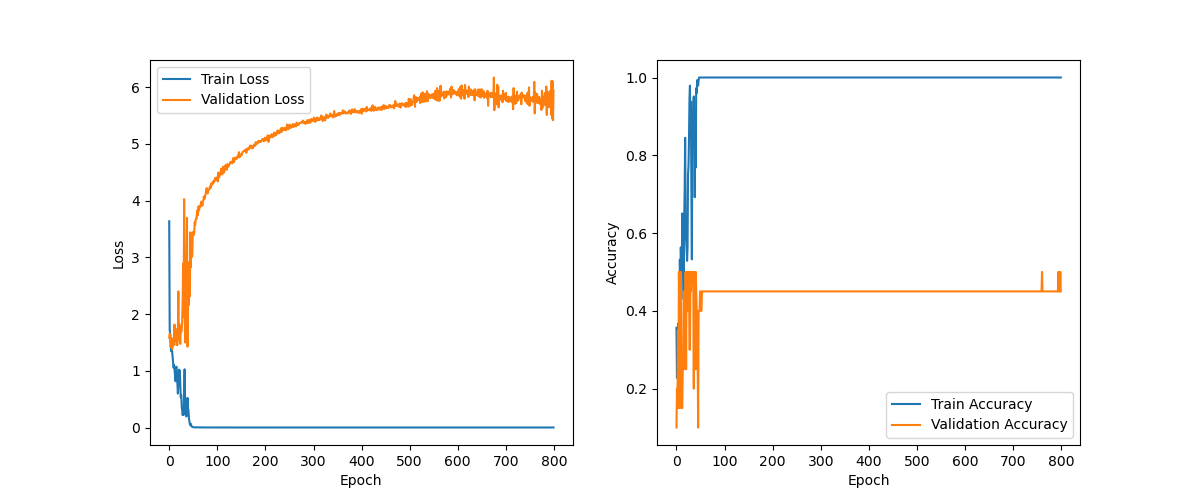 Train Loss
Validation Loss
6
5
4
3
2
1
0
Loss
0 100 200 300 400 500 600 700 800
Epoch
1.0
0.8
0.6
0.4
0.2
Accuracy
Train Accuracy
Validation Accuracy
0 100 200 300 400 500 600 700 800
Epoch